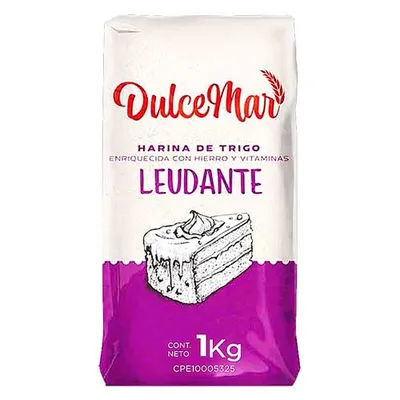 DulceMar
HARINA DE TRIGO
ENRIQUECIDA CON HIERRO Y VITAMINAS
LEUDANTE
CONT. NETO 1Kg
CPE10005325